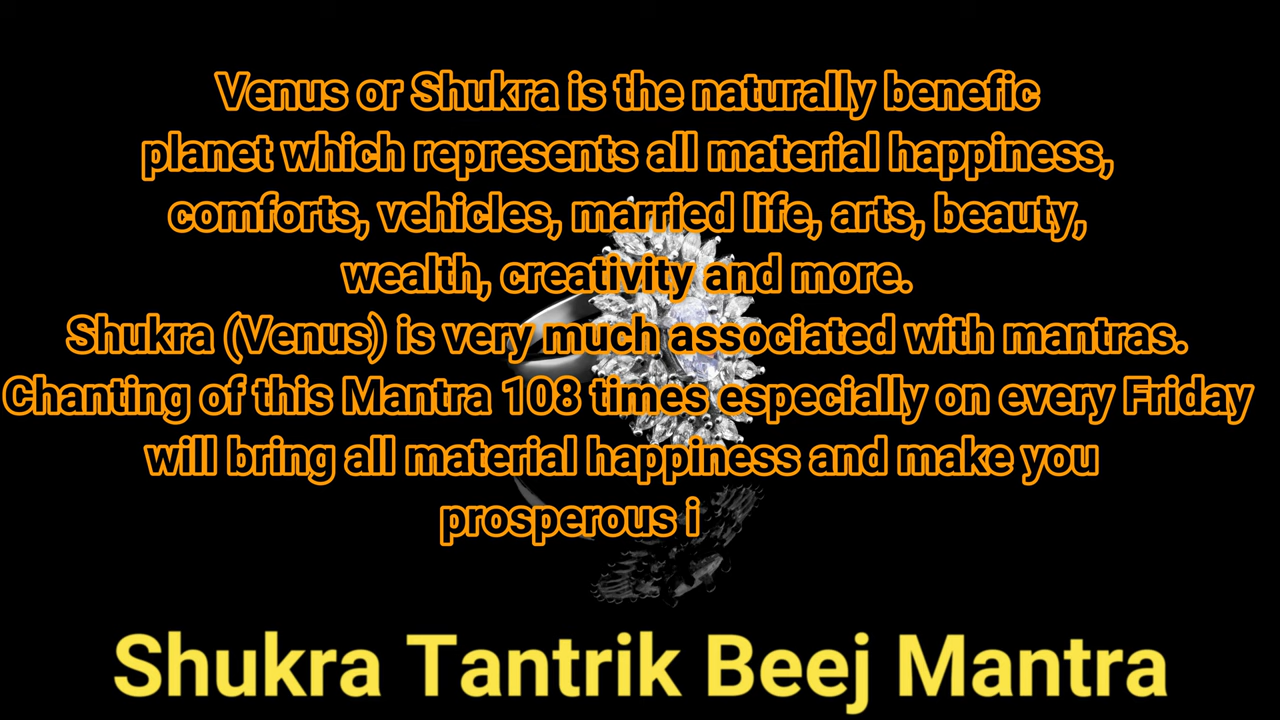 Venus or Shukra is the naturally benefic
planet which represents all material happiness,
comforts, vehicles, married life, arts, beauty,
wealth, creativity and more.
Shukra (Venus) is very much associated with mantras.
Chanting of this Mantra 108 times especially on every Friday
will bring all material happiness and make you
prosperous i
Shukra Tantrik Beej Mantra